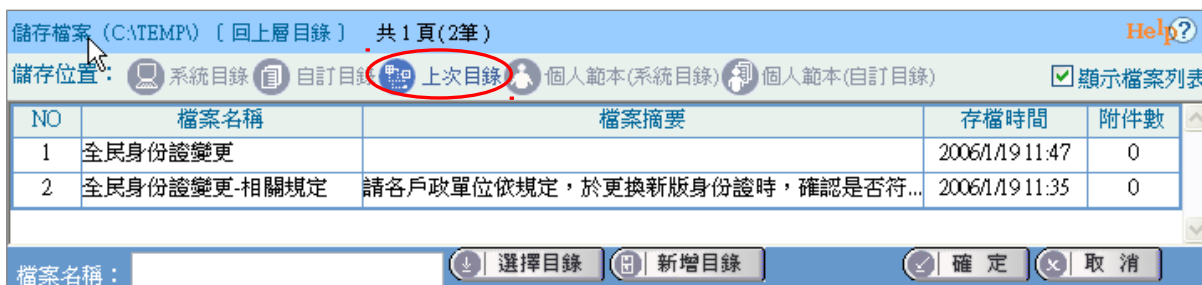 儲存檔案 (C:\TEMP\) 〔 回上層目錄 〕 共 1 頁(2筆) Help?
儲存位置： 系統目錄 自訂目錄 上次目錄 個人範本(系統目錄) 個人範本(自訂目錄) 顯示檔案列表
NO 檔案名稱 檔案摘要 存檔時間 附件數
1 全民身份證變更 2006/1/19 11:47 0
2 全民身份證變更-相關規定 請各戶政單位依規定，於更換新版身份證時，確認是否符... 2006/1/19 11:35 0
檔案名稱： 選擇目錄 新增目錄 確 定 取 消